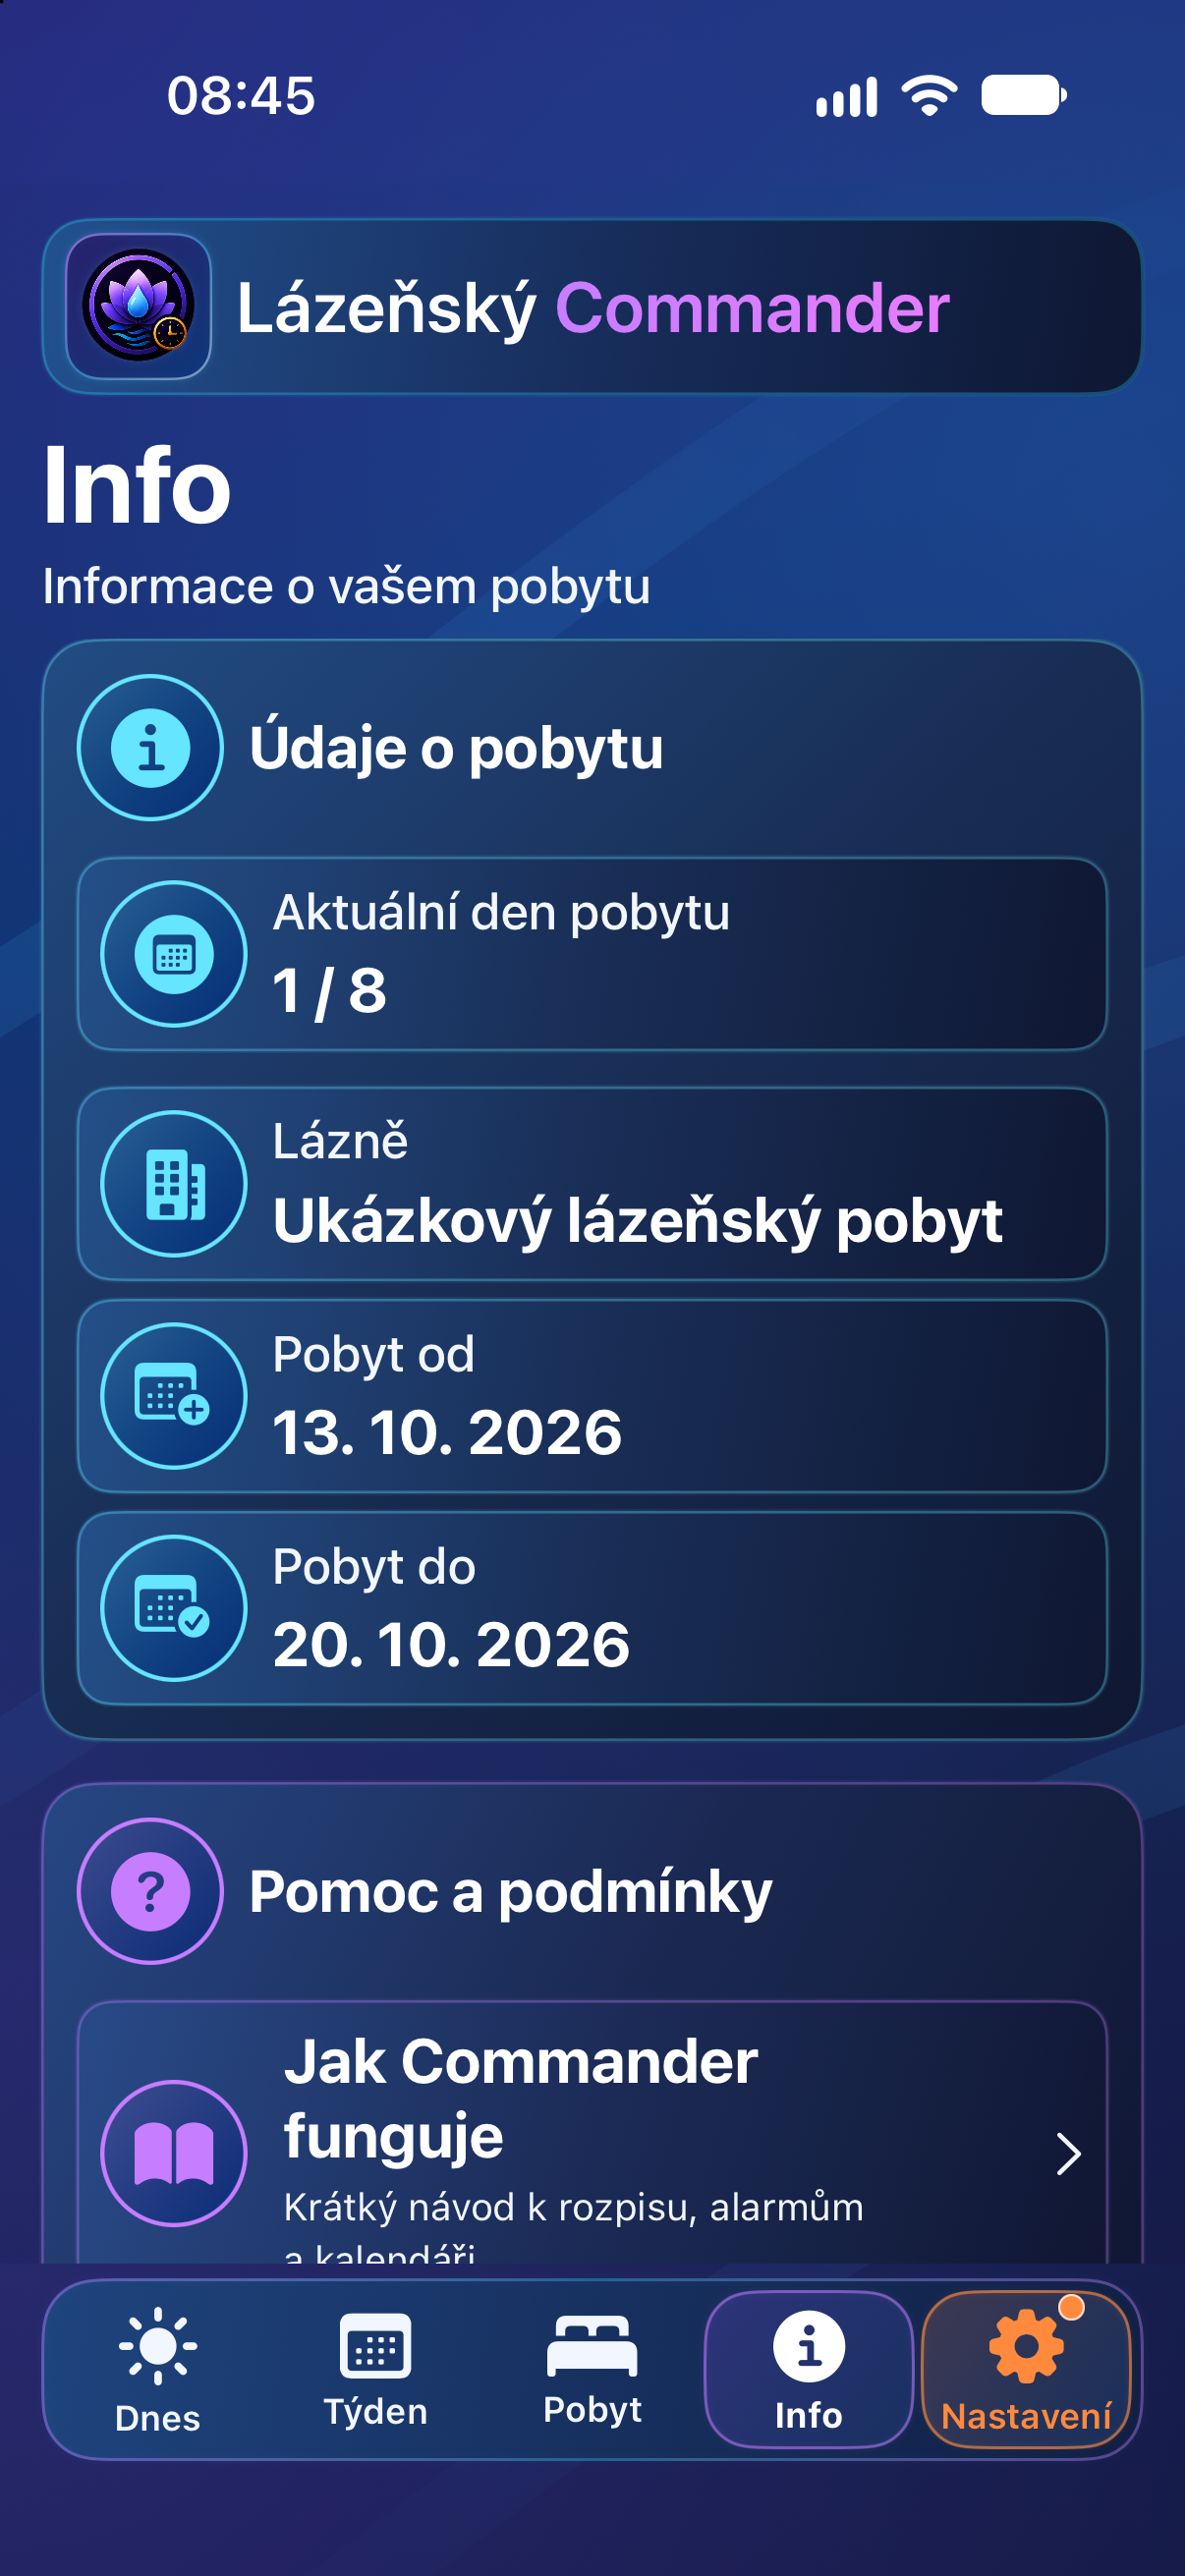 08:45
Lázeňský Commander
Info
Informace o vašem pobytu
Údaje o pobytu
Aktuální den pobytu
1 / 8
Lázně
Ukázkový lázeňský pobyt
Pobyt od
13. 10. 2026
Pobyt do
20. 10. 2026
Pomoc a podmínky
Jak Commander
funguje
Krátký návod k rozpisu, alarmům
a kalendáři
Dnes
Týden
Pobyt
Info
Nastavení